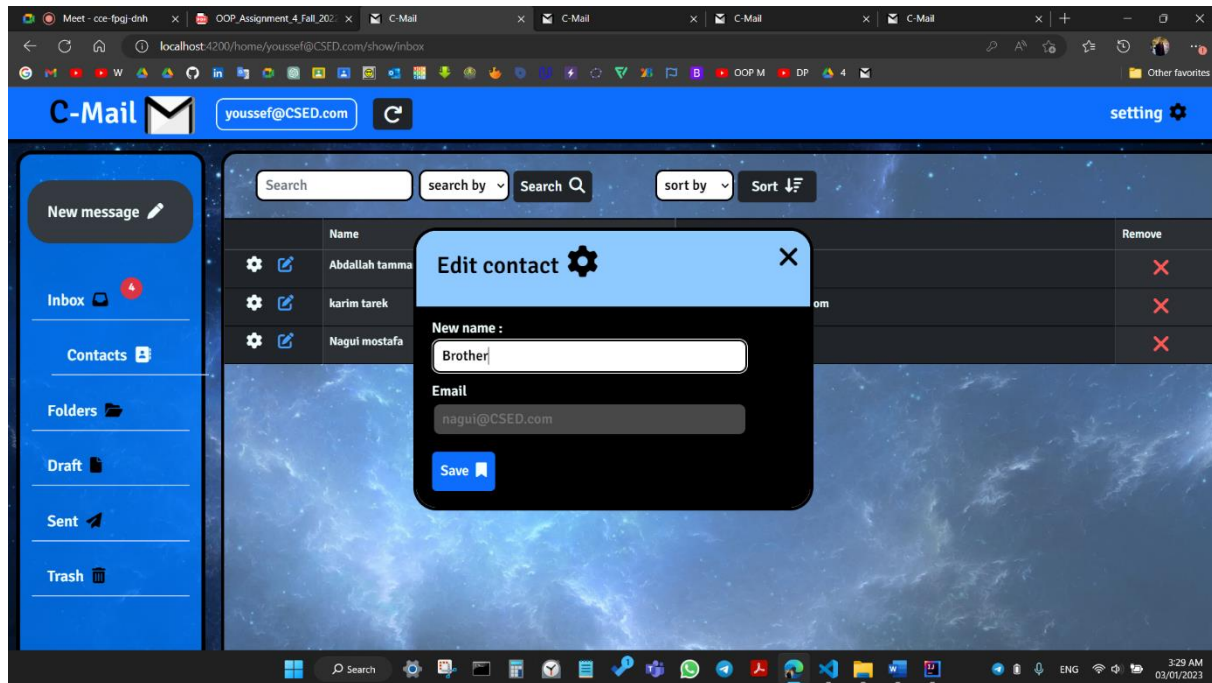 Meet - cce-fpgj-dnh
OOP_Assignment_4_Fall_202
C-Mail
C-Mail
C-Mail
C-Mail
localhost:4200/home/youssef@CSED.com/show/inbox
OOP M
DP
4
Other favorites
C-Mail
youssef@CSED.com
setting
New message
Search
search by
Search
sort by
Sort
Name
Remove
Abdallah tamma
karim tarek
om
Nagui mostafa
Inbox
4
Contacts
Folders
Draft
Sent
Trash
Edit contact
New name :
Brother
Email
nagui@CSED.com
Save
Search
ENG
3:29 AM
03/01/2023